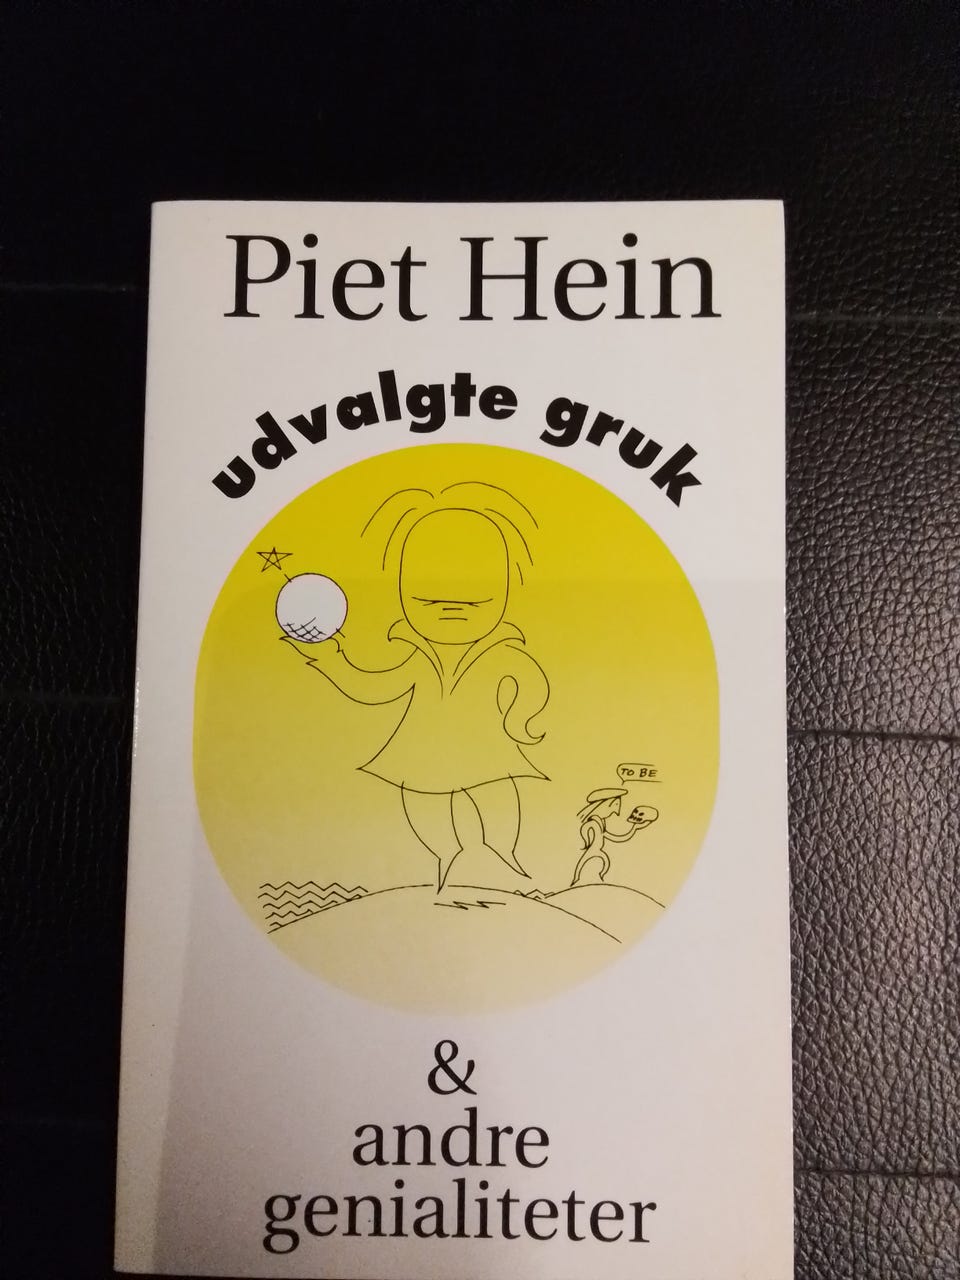 Piet Hein
udvalgte gruk
TO BE
&
andre
genialiteter